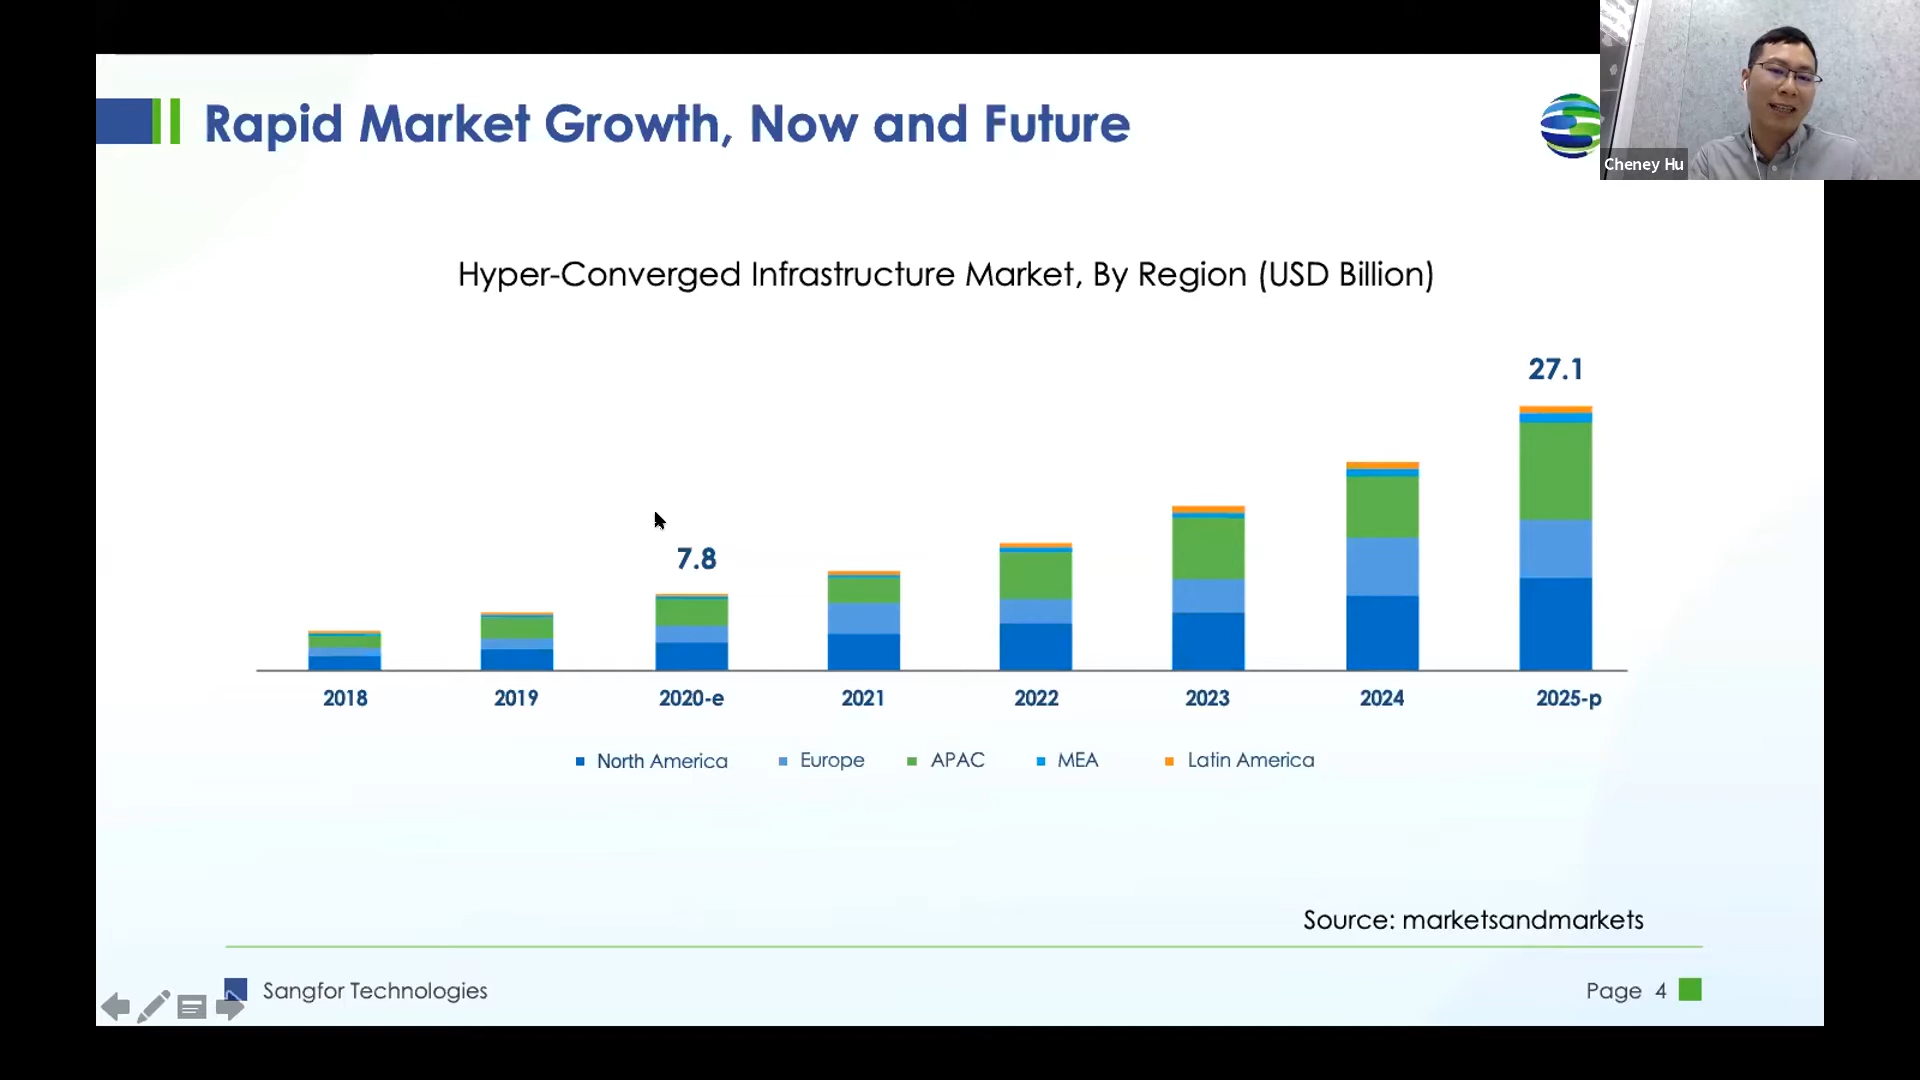 Rapid Market Growth, Now and Future
Cheney Hu
Hyper-Converged Infrastructure Market, By Region (USD Billion)
27.1
7.8
2018 2019 2020-e 2021 2022 2023 2024 2025-p
North America Europe APAC MEA Latin America
Source: marketsandmarkets
Sangfor Technologies Page 4